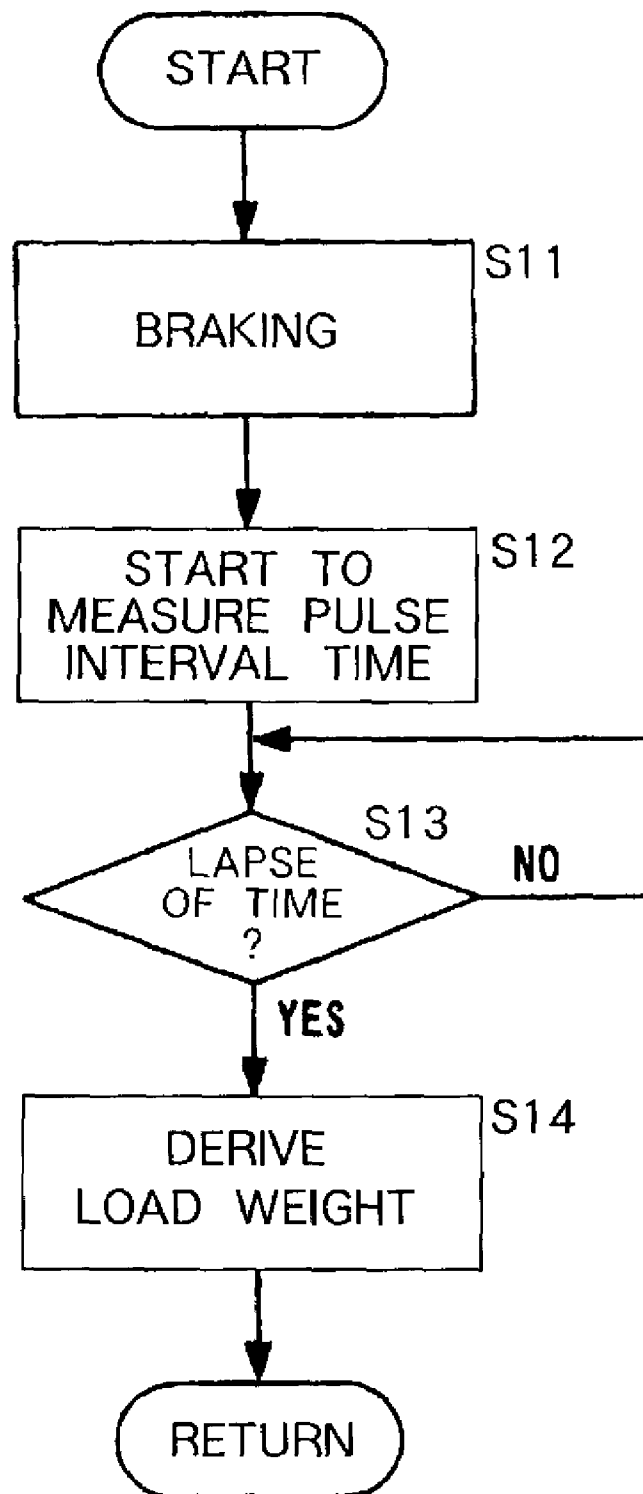 START
S11
BRAKING
S12
START TO
MEASURE PULSE
INTERVAL TIME
S13
LAPSE
OF TIME
?
NO
YES
S14
DERIVE
LOAD WEIGHT
RETURN